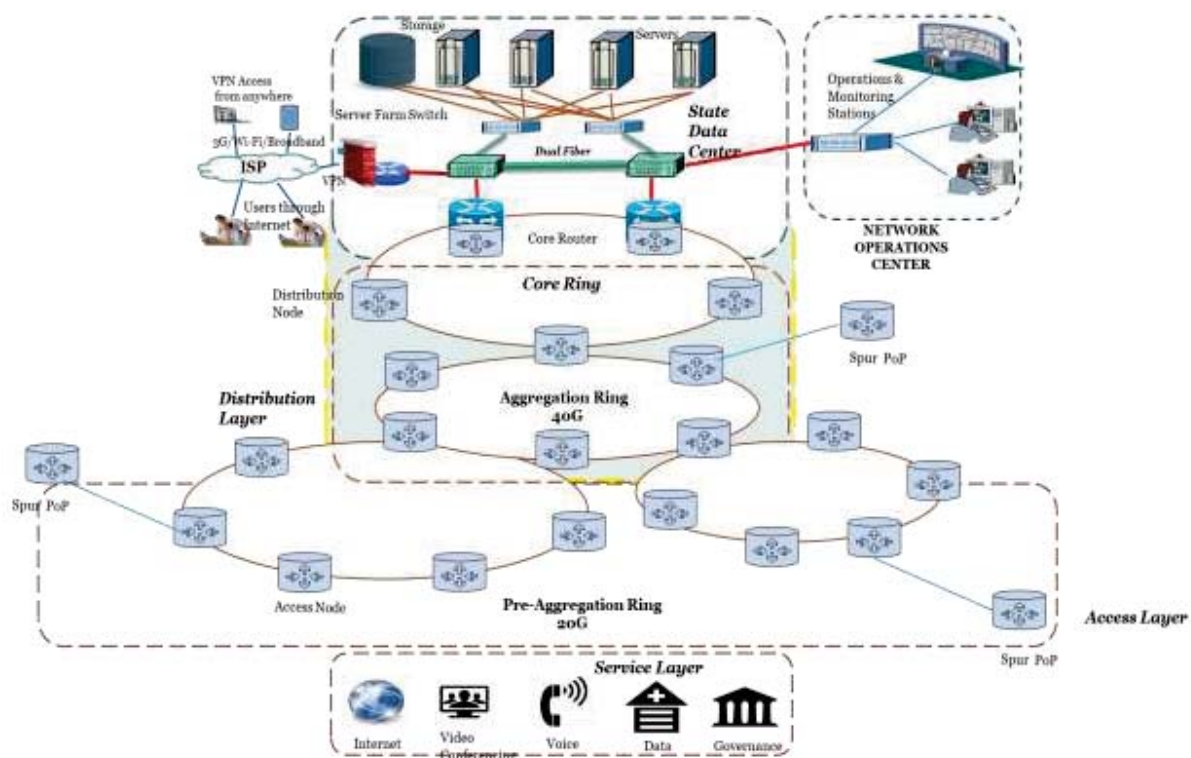 Storage
Servers
VPN Access
from anywhere
Operations &
Monitoring
Stations
Server Farm Switch
State
Data
Center
3G/Wi-Fi/Broadband
Dual Fiber
ISP
VPN
Users through
Internet
Core Router
NETWORK
OPERATIONS
CENTER
Core Ring
Distribution
Node
Spur PoP
Distribution
Layer
Aggregation Ring
40G
Spur PoP
Access Node
Pre-Aggregation Ring
20G
Access Layer
Spur PoP
Service Layer
Internet
Video
Conferencing
Voice
Data
Governance